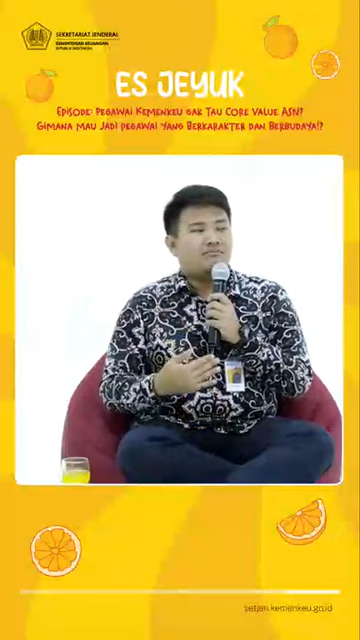 SEKRETARIAT JENDERAL
KEMENTERIAN KEUANGAN
REPUBLIK INDONESIA
ES JEYUK
EPISODE: PEGAWAI KEMENKEU GAK TAU CORE VALUE ASN?
GIMANA MAU JADI PEGAWAI YANG BERKARAKTER DAN BERBUDAYA!?
setjen.kemenkeu.go.id